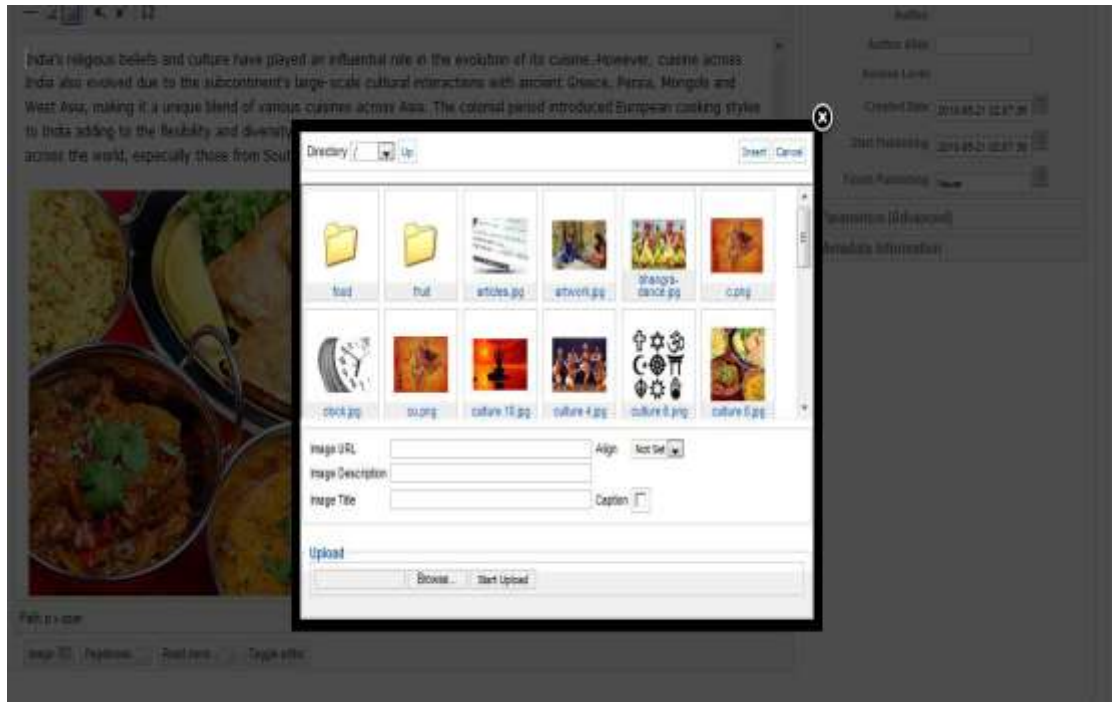 India's religious beliefs and culture have played an influential role in the evolution of its cuisine. However, cuisine across
India also evolved due to the subcontinent's large-scale cultural interactions with ancient Greece, Persia, Mongols and
West Asia, making it a unique blend of various cuisines across Asia. The colonial period introduced European cooking styles
to India adding to the flexibility and diversity
across the world, especially those from Sout
Author
Author Alias
Access Level
Created Date
Start Publishing
Finish Publishing Never
Parameters (Advanced)
Metadata Information
X
Directory / Up Insert Cancel
food fruit articles.jpg artwork.jpg bhangra-dance.jpg c.png
clock.jpg cu.png culture 10.jpg culture 4.jpg culture 6.png
Image URL Align Not Set
Image Description
Image Title Caption
Upload
Browse... Start Upload
Image Pagebreak Read more... Toggle editor